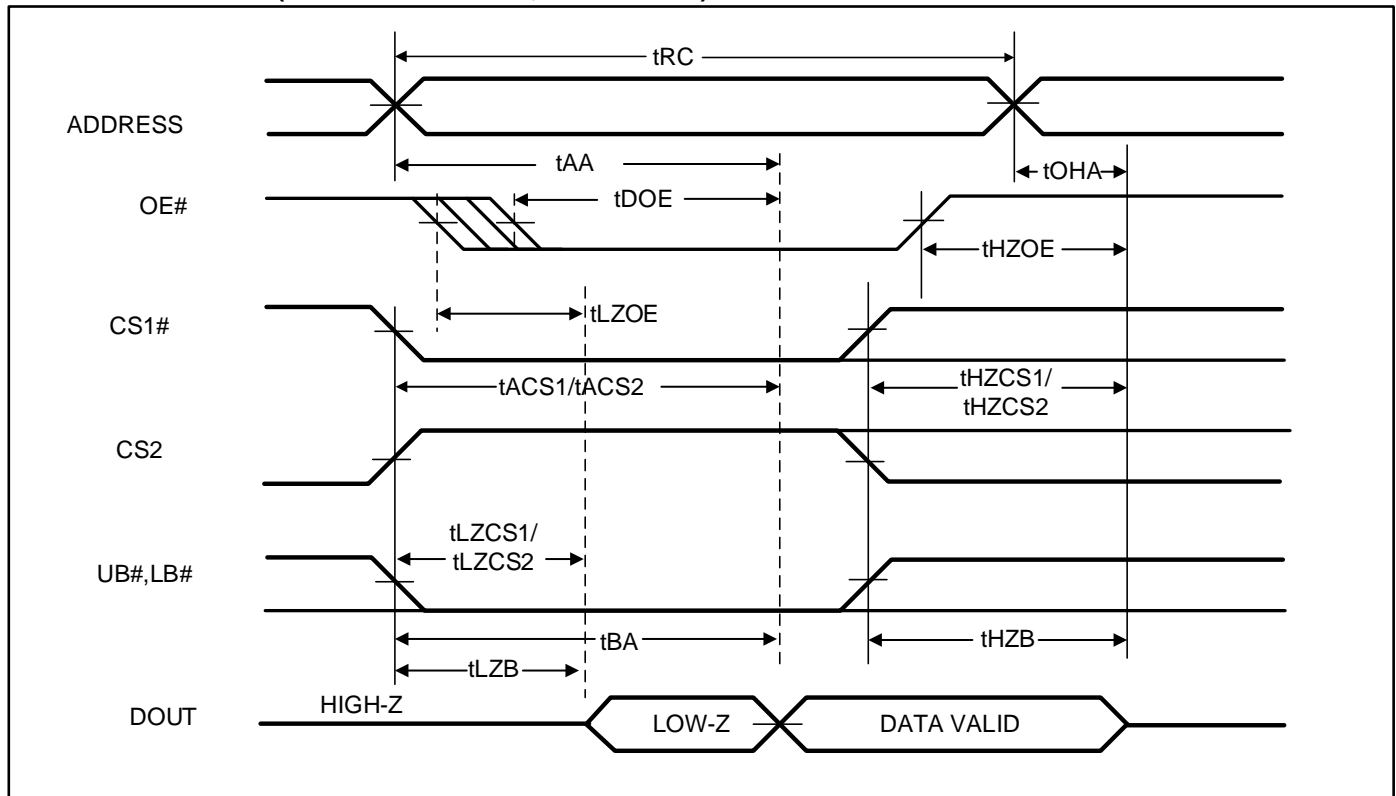 tRC
ADDRESS
tAA
tOHA
OE#
tDOE
tHZOE
CS1#
tLZOE
tACS1/tACS2
tHZCS1/
tHZCS2
CS2
tLZCS1/
tLZCS2
UB#,LB#
tBA
tHZB
tLZB
DOUT
HIGH-Z
LOW-Z
DATA VALID